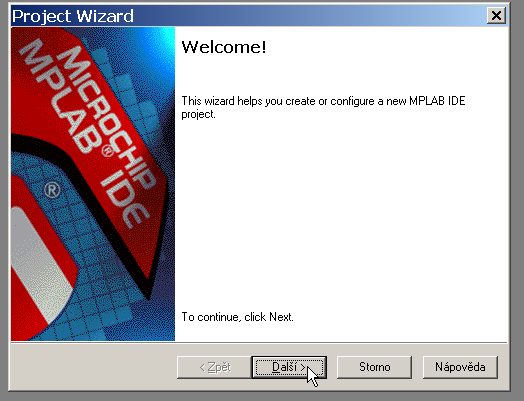 Project Wizard
MICROCHIP
MPLAB® IDE
®
Welcome!
This wizard helps you create or configure a new MPLAB IDE
project.
To continue, click Next.
< Zpět
Další >
Storno
Nápověda